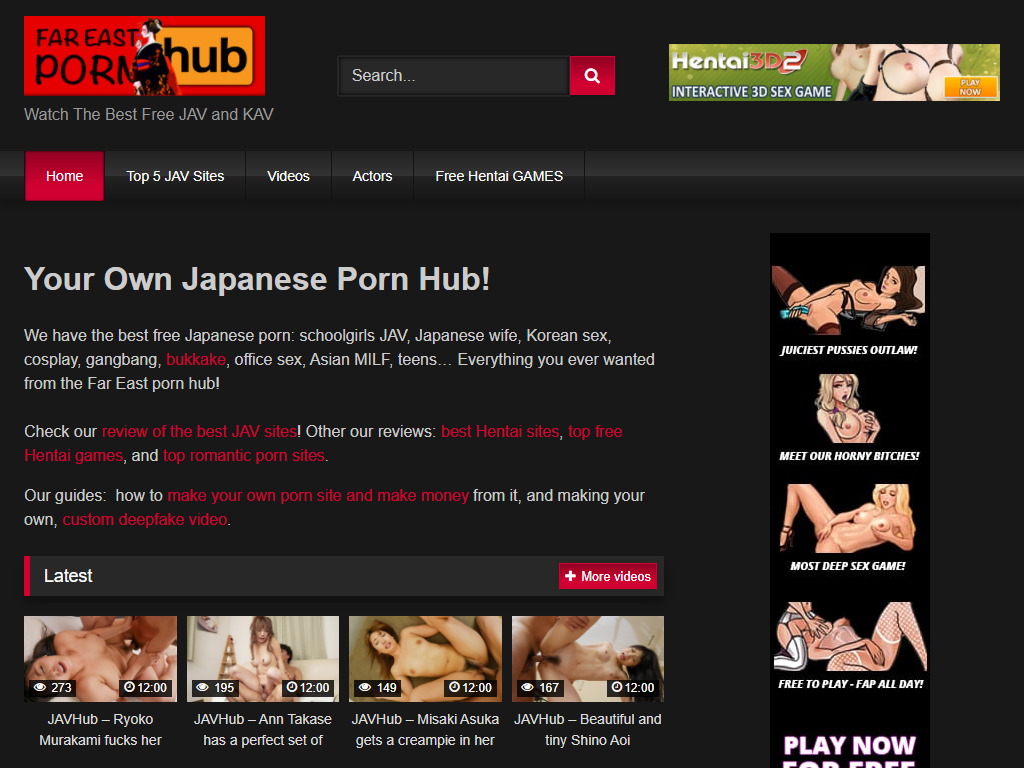 FAR EAST
PORN hub
Watch The Best Free JAV and KAV
Search...
Hentai3D2
INTERACTIVE 3D SEX GAME
PLAY
NOW
Home
Top 5 JAV Sites
Videos
Actors
Free Hentai GAMES
Your Own Japanese Porn Hub!
We have the best free Japanese porn: schoolgirls JAV, Japanese wife, Korean sex,
cosplay, gangbang, bukkake, office sex, Asian MILF, teens… Everything you ever wanted
from the Far East porn hub!
Check our review of the best JAV sites! Other our reviews: best Hentai sites, top free
Hentai games, and top romantic porn sites.
Our guides: how to make your own porn site and make money from it, and making your
own, custom deepfake video.
Latest
More videos
273
12:00
195
12:00
149
12:00
167
12:00
JAVHub – Ryoko
Murakami fucks her
JAVHub – Ann Takase
has a perfect set of
JAVHub – Misaki Asuka
gets a creampie in her
JAVHub – Beautiful and
tiny Shino Aoi
JUICIEST PUSSIES OUTLAW!
MEET OUR HORNY BITCHES!
MOST DEEP SEX GAME!
FREE TO PLAY - FAP ALL DAY!
PLAY NOW
FOR FREE